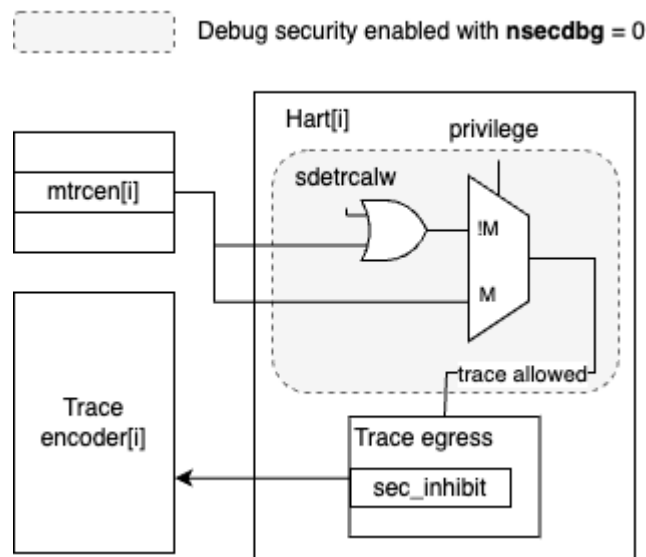 Debug security enabled with nsecdbg = 0
Hart[i]
privilege
mtrcen[i]
sdetrcalw
!M
M
trace allowed
Trace
encoder[i]
Trace egress
sec_inhibit